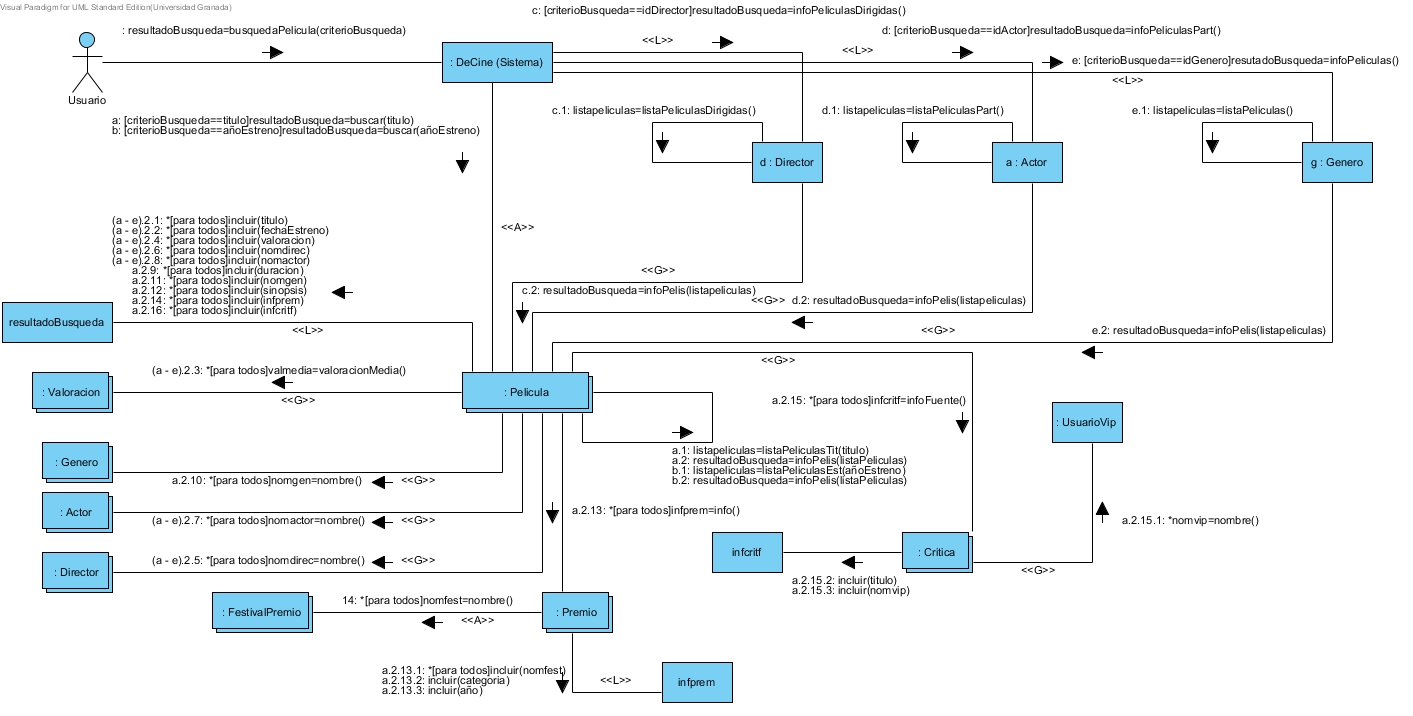 Visual Paradigm for UML Standard Edition(Universidad Granada)
c: [criterioBusqueda==idDirector]resultadoBusqueda=infoPeliculasDirigidas()
: resultadoBusqueda=busquedaPelicula(criterioBusqueda)
<<L>>
d: [criterioBusqueda==idActor]resultadoBusqueda=infoPeliculasPart()
<<L>>
: DeCine (Sistema)
e: [criterioBusqueda==idGenero]resutadoBusqueda=infoPeliculas()
<<L>>
Usuario
a: [criterioBusqueda==titulo]resultadoBusqueda=buscar(titulo)
b: [criterioBusqueda==añoEstreno]resultadoBusqueda=buscar(añoEstreno)
c.1: listapeliculas=listaPeliculasDirigidas()
d.1: listapeliculas=listaPeliculasPart()
e.1: listapeliculas=listaPeliculas()
d : Director
a : Actor
g : Genero
(a - e).2.1: *[para todos]incluir(titulo)
(a - e).2.2: *[para todos]incluir(fechaEstreno)
(a - e).2.4: *[para todos]incluir(valoracion)
(a - e).2.6: *[para todos]incluir(nomdirec)
(a - e).2.8: *[para todos]incluir(nomactor)
a.2.9: *[para todos]incluir(duracion)
a.2.11: *[para todos]incluir(nomgen)
a.2.12: *[para todos]incluir(sinopsis)
a.2.14: *[para todos]incluir(infprem)
a.2.16: *[para todos]incluir(infcritf)
<<A>>
<<G>>
c.2: resultadoBusqueda=infoPelis(listapeliculas)
<<G>>
d.2: resultadoBusqueda=infoPelis(listapeliculas)
resultadoBusqueda
<<L>>
<<G>>
e.2: resultadoBusqueda=infoPelis(listapeliculas)
<<G>>
(a - e).2.3: *[para todos]valmedia=valoracionMedia()
: Valoracion
<<G>>
: Pelicula
a.2.15: *[para todos]infcritf=infoFuente()
: UsuarioVip
a.1: listapeliculas=listaPeliculasTit(titulo)
a.2: resultadoBusqueda=infoPelis(listaPeliculas)
b.1: listapeliculas=listaPeliculasEst(añoEstreno)
b.2: resultadoBusqueda=infoPelis(listaPeliculas)
: Genero
a.2.10: *[para todos]nomgen=nombre()
<<G>>
: Actor
(a - e).2.7: *[para todos]nomactor=nombre()
<<G>>
a.2.13: *[para todos]infprem=info()
a.2.15.1: *nomvip=nombre()
(a - e).2.5: *[para todos]nomdirec=nombre()
<<G>>
: Director
infcritf
: Critica
<<G>>
a.2.15.2: incluir(titulo)
a.2.15.3: incluir(nomvip)
: FestivalPremio
14: *[para todos]nomfest=nombre()
<<A>>
: Premio
a.2.13.1: *[para todos]incluir(nomfest)
a.2.13.2: incluir(categoria)
a.2.13.3: incluir(año)
<<L>>
infprem